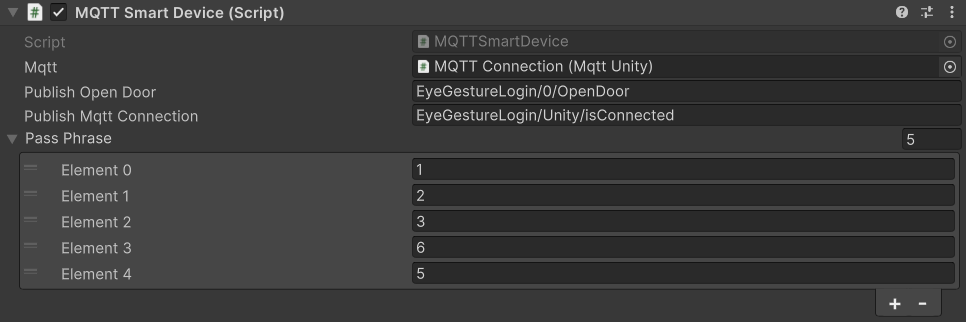 MQTT Smart Device (Script)
Script MQTTSmartDevice
Mqtt MQTT Connection (Mqtt Unity)
Publish Open Door EyeGestureLogin/0/OpenDoor
Publish Mqtt Connection EyeGestureLogin/Unity/isConnected
Pass Phrase 5
Element 0 1
Element 1 2
Element 2 3
Element 3 6
Element 4 5
+ -